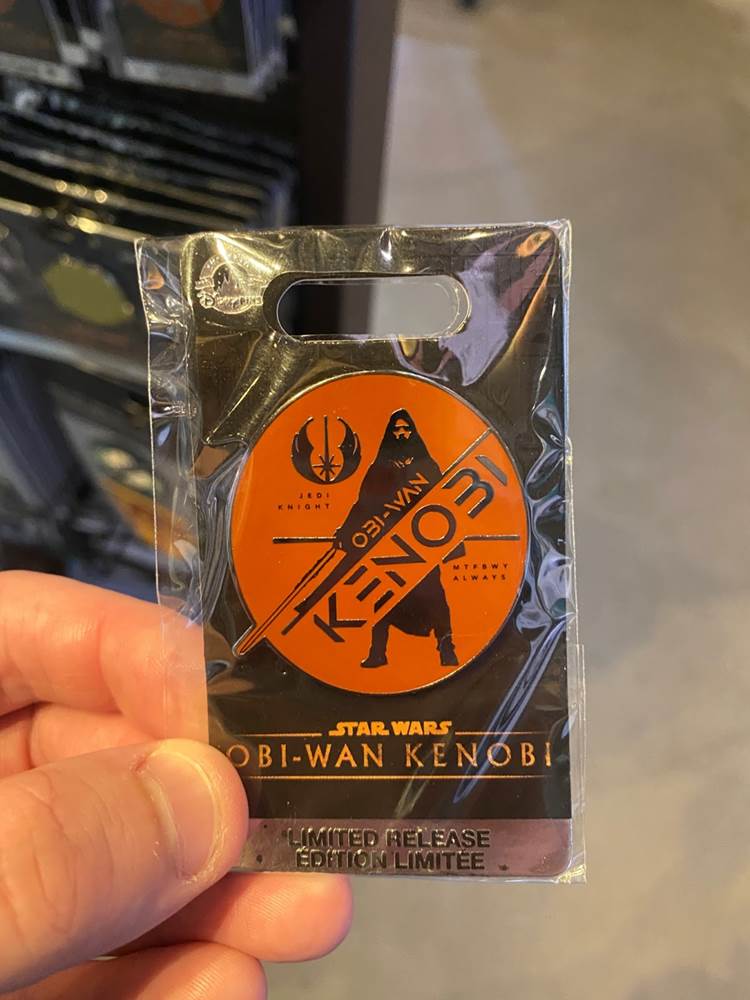 JEDI
KNIGHT
OBI-WAN
KENOBI
MTFBWY
ALWAYS
STAR WARS
OBI-WAN KENOBI
LIMITED RELEASE
ÉDITION LIMITÉE